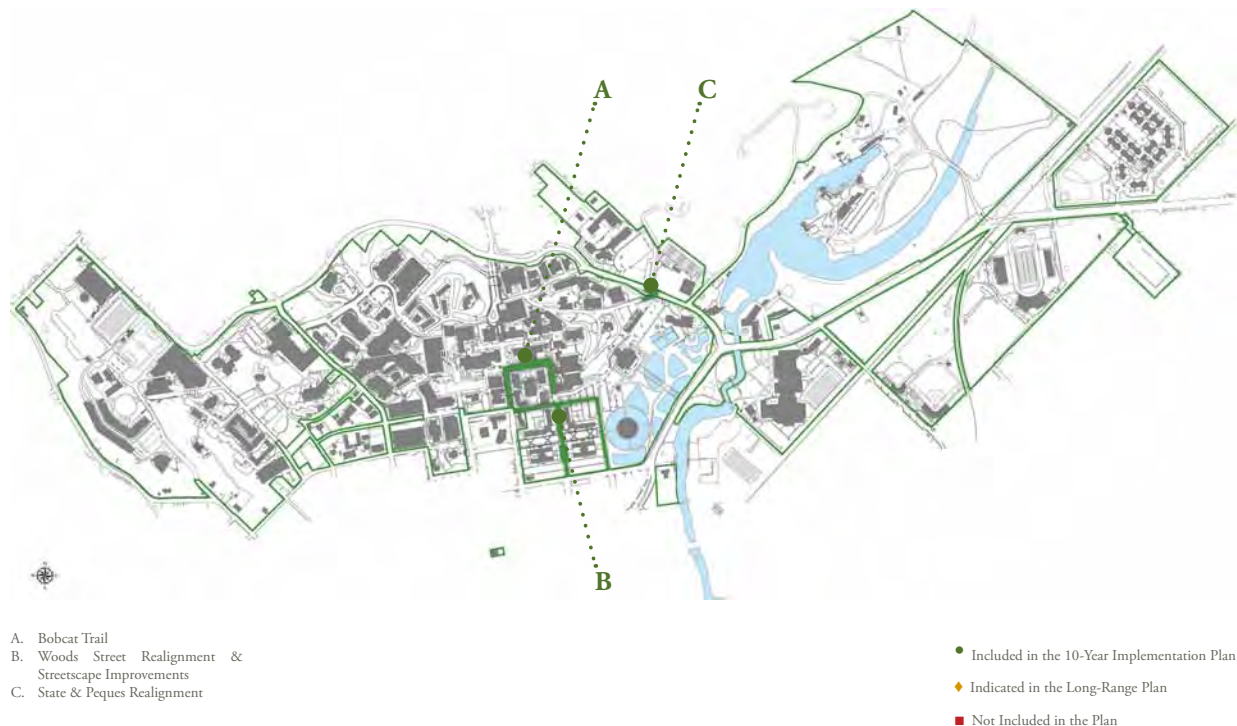 A
C
B
A. Bobcat Trail
B. Woods Street Realignment &
Streetscape Improvements
C. State & Peques Realignment
Included in the 10-Year Implementation Plan
Indicated in the Long-Range Plan
Not Included in the Plan